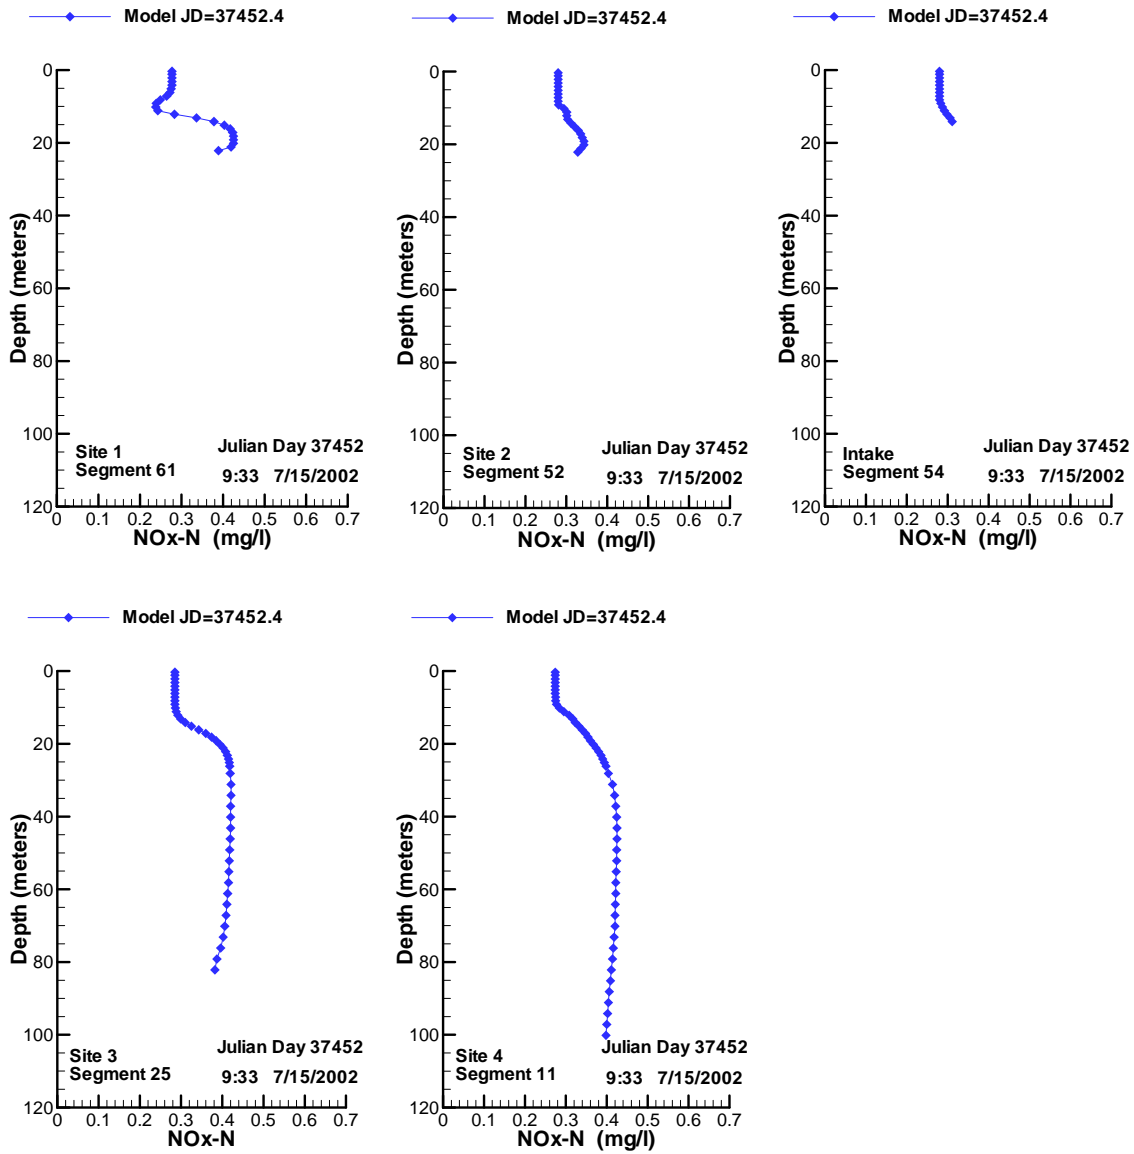 Model JD=37452.4
0
20
40
60
80
100
120
Depth (meters)
Site 1
Segment 61
Julian Day 37452
9:33 7/15/2002
0 0.1 0.2 0.3 0.4 0.5 0.6 0.7
NOx-N (mg/l)
Model JD=37452.4
0
20
40
60
80
100
120
Depth (meters)
Site 2
Segment 52
Julian Day 37452
9:33 7/15/2002
0 0.1 0.2 0.3 0.4 0.5 0.6 0.7
NOx-N (mg/l)
Model JD=37452.4
0
20
40
60
80
100
120
Depth (meters)
Intake
Segment 54
Julian Day 37452
9:33 7/15/2002
0 0.1 0.2 0.3 0.4 0.5 0.6 0.7
NOx-N (mg/l)
Model JD=37452.4
0
20
40
60
80
100
120
Depth (meters)
Site 3
Segment 25
Julian Day 37452
9:33 7/15/2002
0 0.1 0.2 0.3 0.4 0.5 0.6 0.7
NOx-N
Model JD=37452.4
0
20
40
60
80
100
120
Depth (meters)
Site 4
Segment 11
Julian Day 37452
9:33 7/15/2002
0 0.1 0.2 0.3 0.4 0.5 0.6 0.7
NOx-N (mg/l)